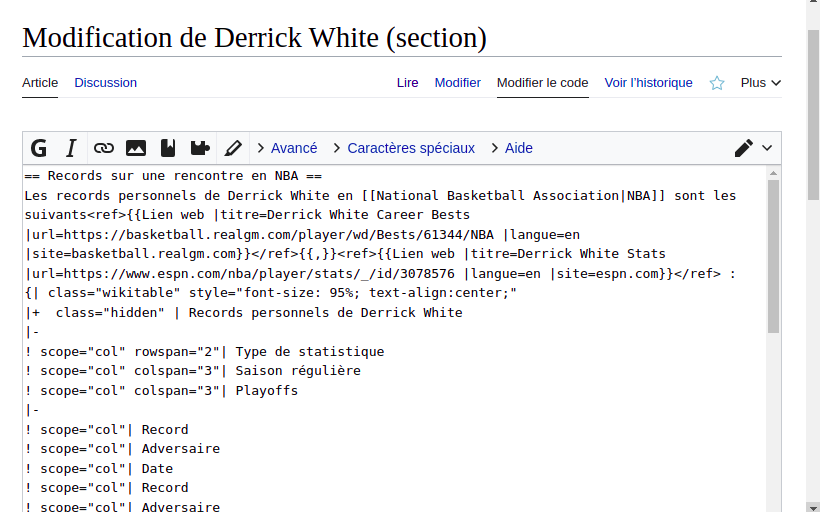 Modification de Derrick White (section)
Article Discussion Lire Modifier Modifier le code Voir l’historique Plus
G I Avancé Caractères spéciaux Aide
== Records sur une rencontre en NBA ==
Les records personnels de Derrick White en [[National Basketball Association|NBA]] sont les
suivants<ref>{{Lien web |titre=Derrick White Career Bests
|url=https://basketball.realgm.com/player/wd/Bests/61344/NBA |langue=en
|site=basketball.realgm.com}}</ref>{{,}}<ref>{{Lien web |titre=Derrick White Stats
|url=https://www.espn.com/nba/player/stats/_/id/3078576 |langue=en |site=espn.com}}</ref> :
{| class="wikitable" style="font-size: 95%; text-align:center;"
|+  class="hidden" | Records personnels de Derrick White
|-
! scope="col" rowspan="2"| Type de statistique
! scope="col" colspan="3"| Saison régulière
! scope="col" colspan="3"| Playoffs
|-
! scope="col"| Record
! scope="col"| Adversaire
! scope="col"| Date
! scope="col"| Record
! scope="col"| Adversaire